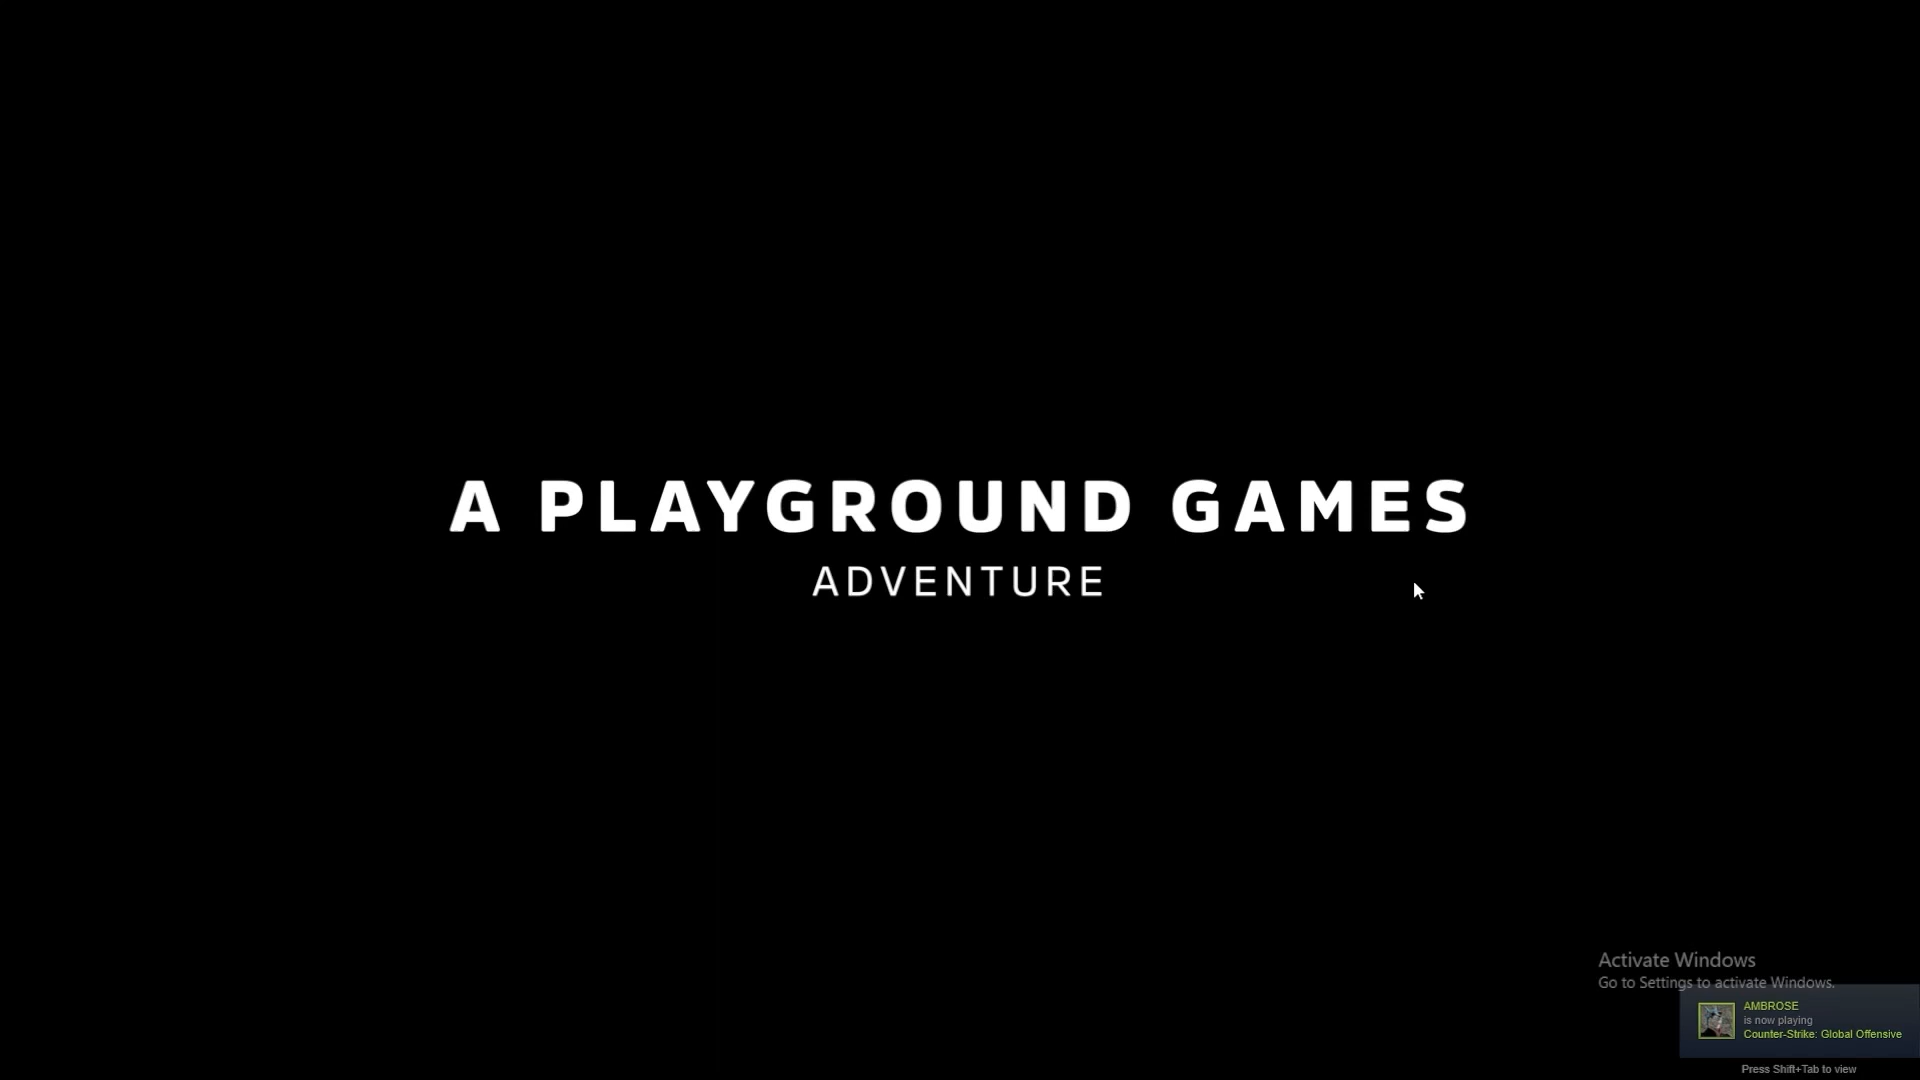 A PLAYGROUND GAMES
ADVENTURE
Activate Windows
Go to Settings to activate Windows.
AMBROSE
is now playing
Counter-Strike: Global Offensive
Press Shift+Tab to view